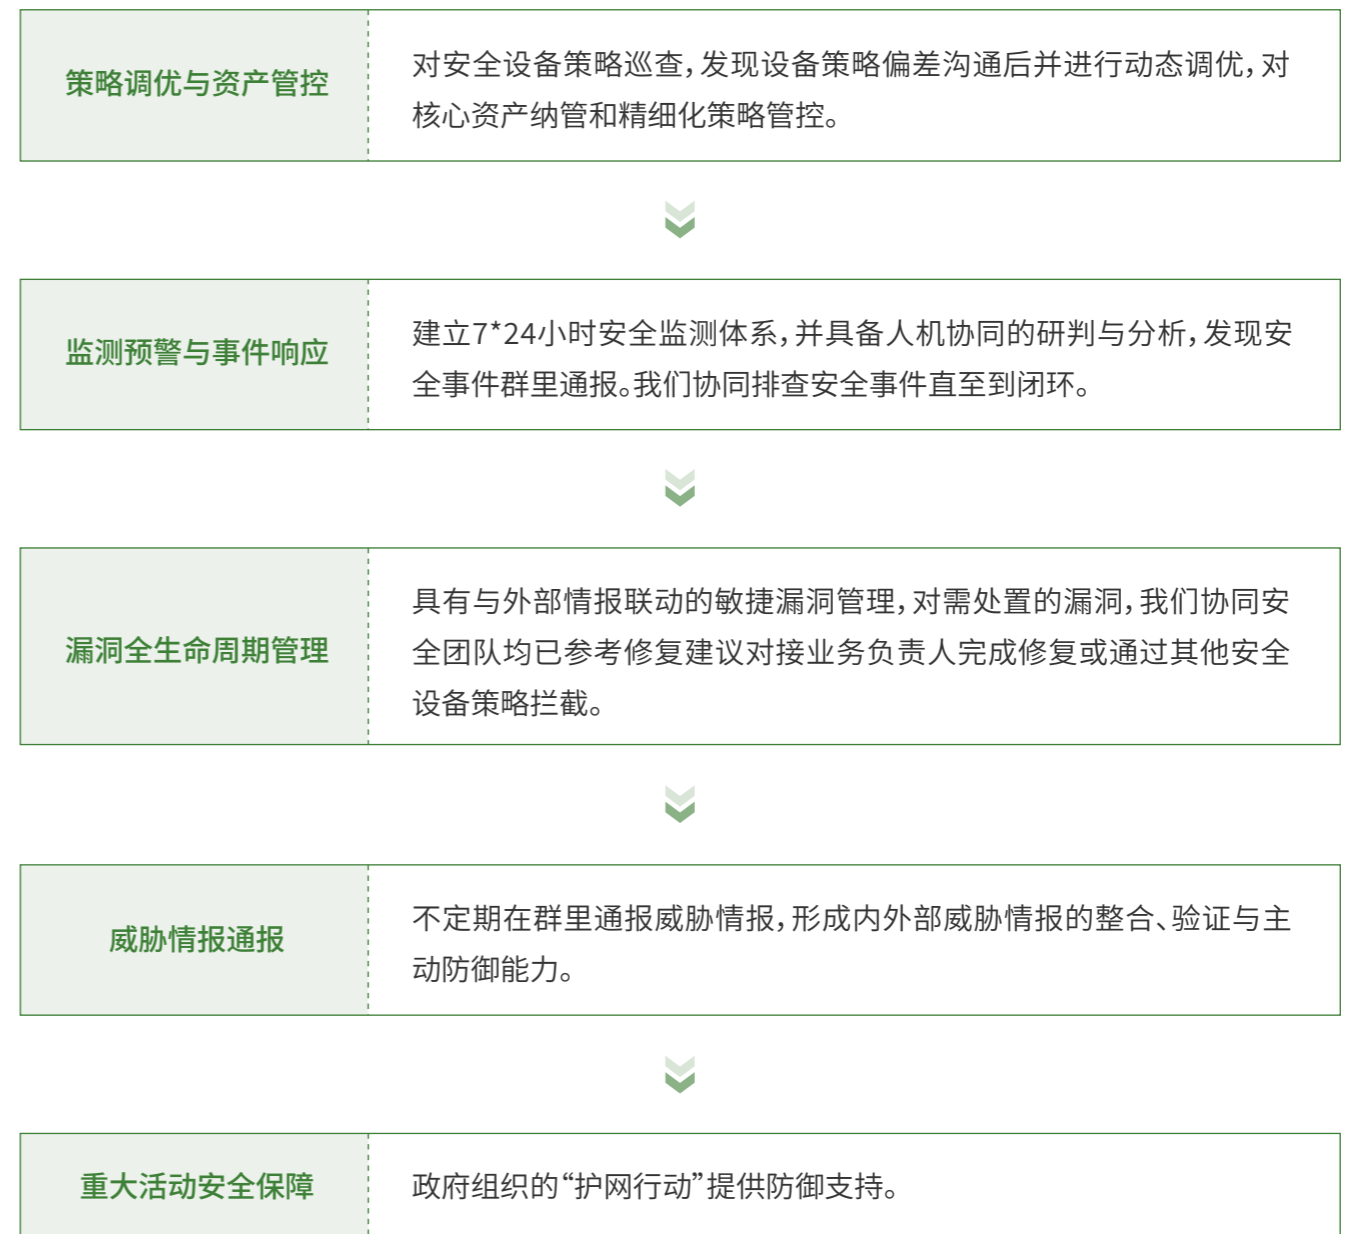 策略调优与资产管控
对安全设备策略巡查，发现设备策略偏差沟通后并进行动态调优，对
核心资产纳管和精细化策略管控。
监测预警与事件响应
建立7*24小时安全监测体系，并具备人机协同的研判与分析，发现安
全事件群里通报。我们协同排查安全事件直至到闭环。
漏洞全生命周期管理
具有与外部情报联动的敏捷漏洞管理，对需处置的漏洞，我们协同安
全团队均已参考修复建议对接业务负责人完成修复或通过其他安全
设备策略拦截。
威胁情报通报
不定期在群里通报威胁情报，形成内外部威胁情报的整合、验证与主
动防御能力。
重大活动安全保障
政府组织的“护网行动”提供防御支持。